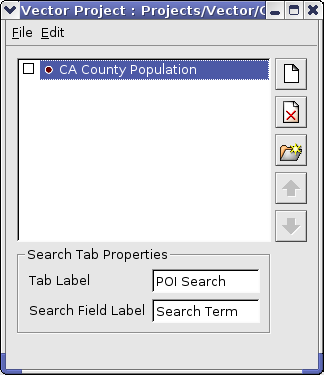 Vector Project : Projects/Vector/C
File Edit
CA County Population
Search Tab Properties
Tab Label POI Search
Search Field Label Search Term